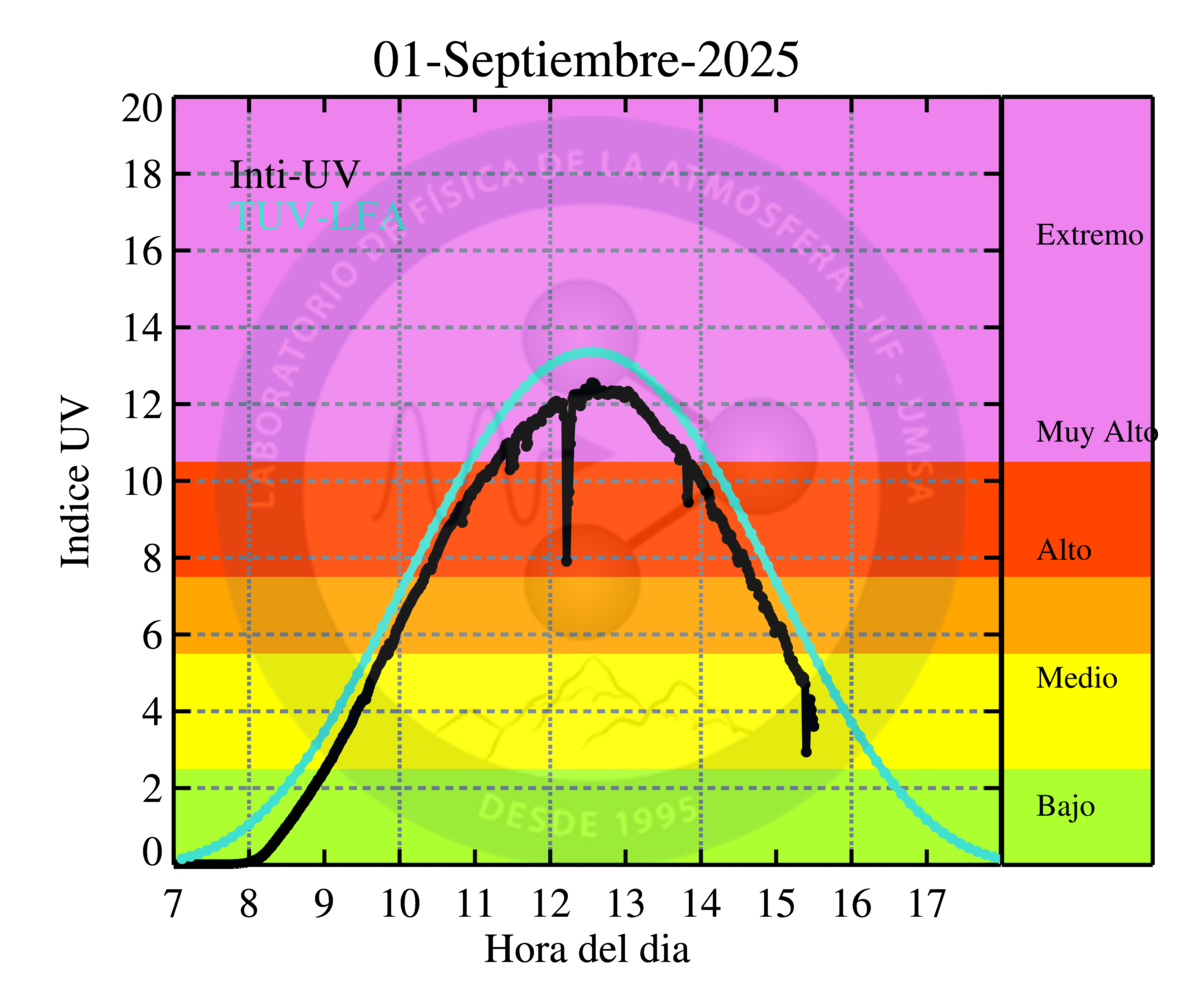 01-Septiembre-2025
Indice UV
20
18
16
14
12
10
8
6
4
2
0
Inti-UV
TUV-LFA
LABORATORIO DE FÍSICA DE LA ATMÓSFERA - IIF - UMSA
DESDE 1995
Extremo
Muy Alto
Alto
Medio
Bajo
7 8 9 10 11 12 13 14 15 16 17
Hora del dia